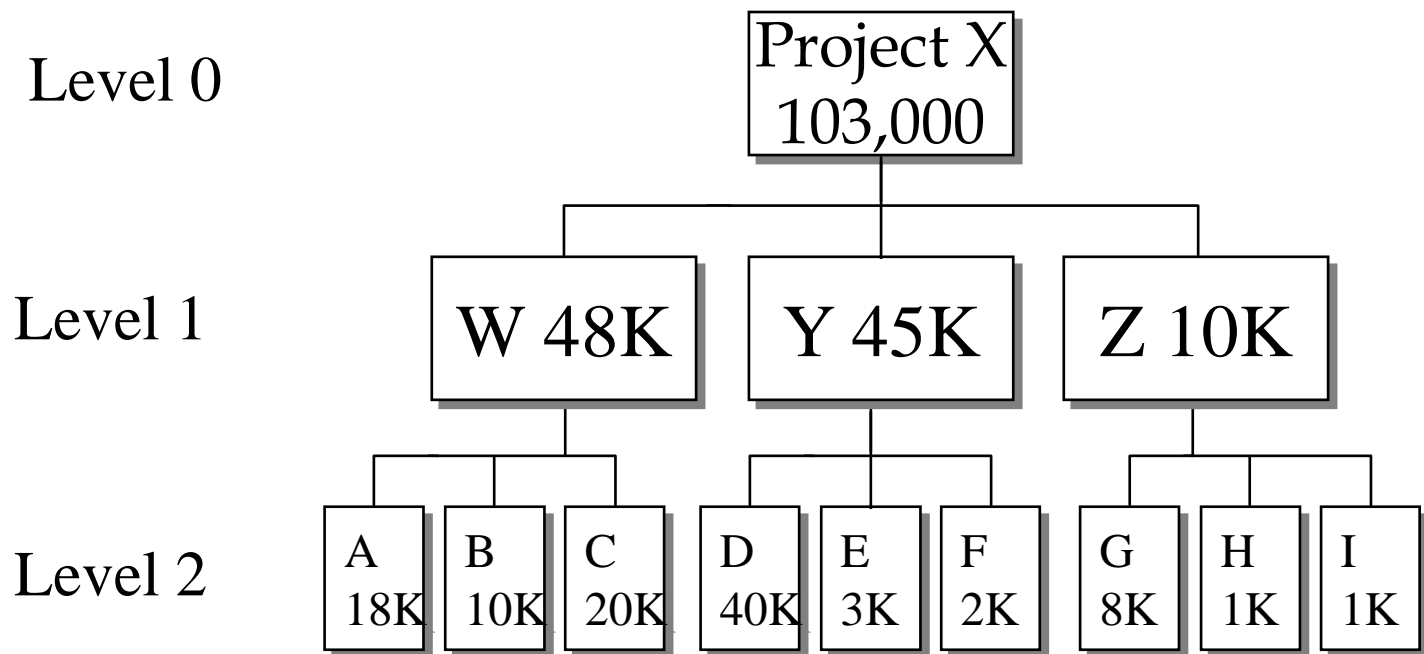 Level 0
Project X
103,000
Level 1
W 48K
Y 45K
Z 10K
Level 2
A
18K
B
10K
C
20K
D
40K
E
3K
F
2K
G
8K
H
1K
I
1K